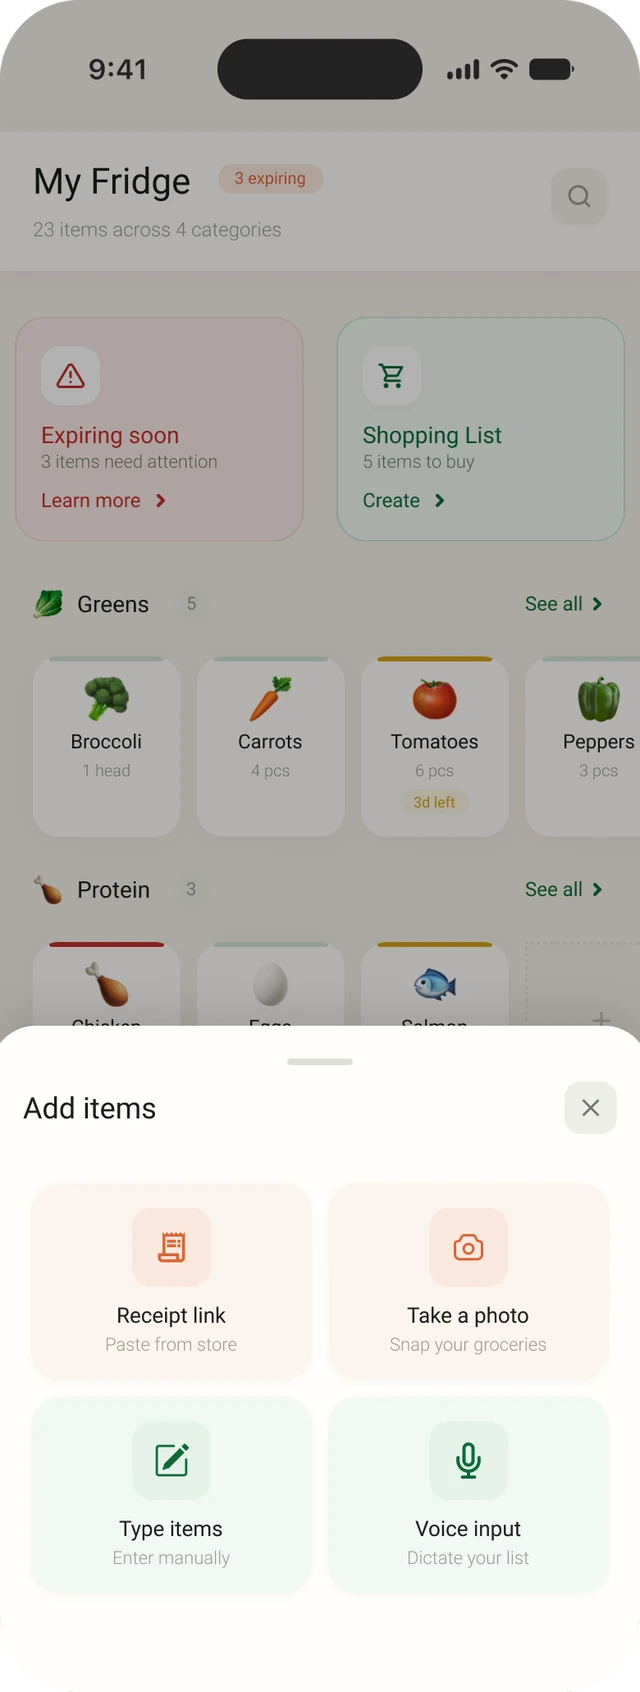 9:41
My Fridge
3 expiring
23 items across 4 categories
Expiring soon
3 items need attention
Learn more
Shopping List
5 items to buy
Create
Greens 5
See all
Broccoli
1 head
Carrots
4 pcs
Tomatoes
6 pcs
3d left
Peppers
3 pcs
Protein 3
See all
Chicken
Eggs
Salmon
Add items
Receipt link
Paste from store
Take a photo
Snap your groceries
Type items
Enter manually
Voice input
Dictate your list